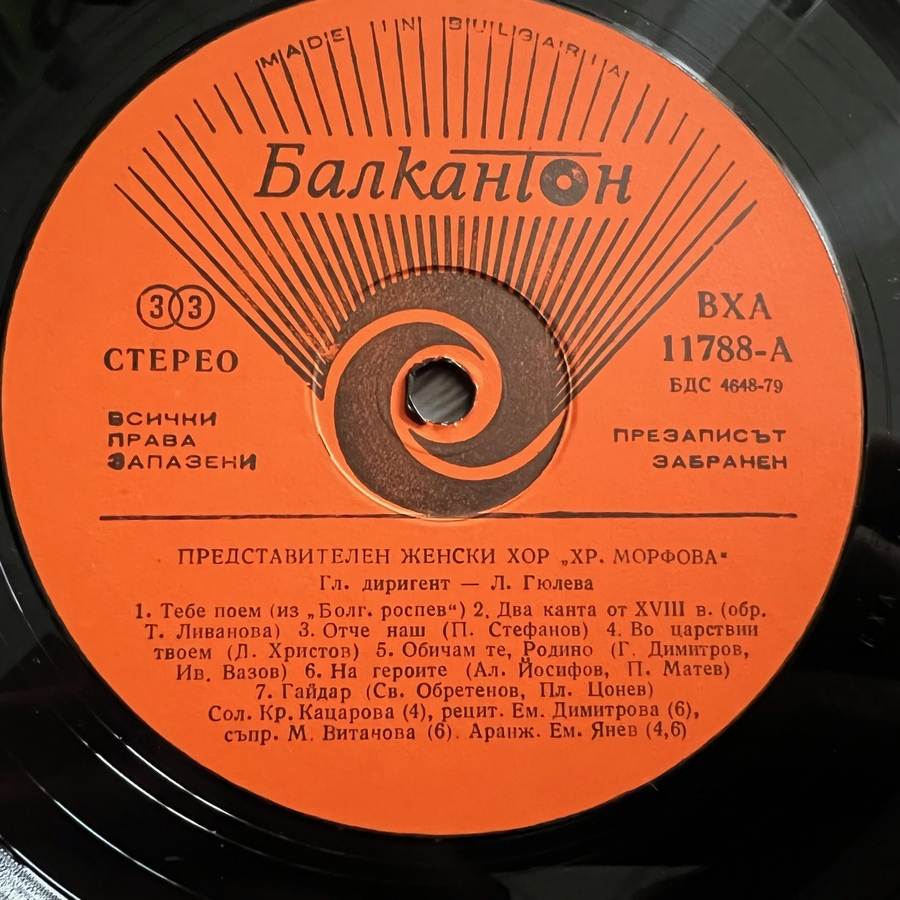 MADE IN BULGARIA
Балкантон
33
СТЕРЕО
ВХА
11788-А
БДС 4648-79
ВСИЧКИ
ПРАВА
ЗАПАЗЕНИ
ПРЕЗАПИСЪТ
ЗАБРАНЕН
ПРЕДСТАВИТЕЛЕН ЖЕНСКИ ХОР „ХР. МОРФОВА“
Гл. диригент — Л. Гюлева
1. Тебе поем (из „Болг. роспев“) 2. Два канта от XVIII в. (обр.
Т. Ливанова) 3. Отче наш (П. Стефанов) 4. Во царствии
твоем (Л. Христов) 5. Обичам те, Родино (Г. Димитров,
Ив. Вазов) 6. На героите (Ал. Йосифов, П. Матев)
7. Гайдар (Св. Обретенов, Пл. Цонев)
Сол. Кр. Кацарова (4), рецит. Ем. Димитрова (6),
съпр. М. Витанова (6). Аранж. Ем. Янев (4,6)